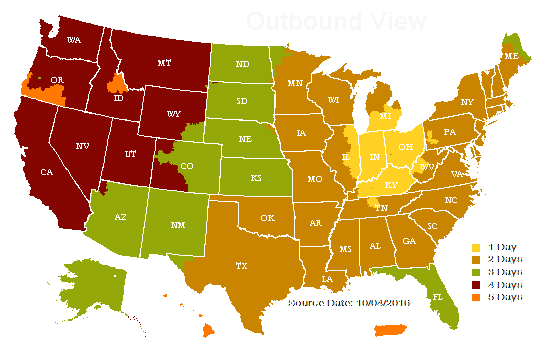 Outbound View
WA
MT
ND
MN
ME
OR
ID
WI
MI
NY
SD
WY
IA
PA
NE
NV
UT
IL
IN
OH
CO
WV
VA
CA
KS
MO
KY
NC
TN
AZ
NM
OK
AR
SC
MS
AL
GA
TX
LA
FL
1 Day
2 Days
3 Days
4 Days
5 Days
Source Date: 10/04/2016